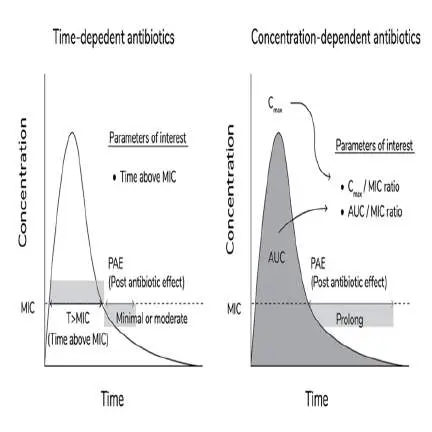 Time-depedent antibiotics
Concentration
Parameters of interest
• Time above MIC
PAE
(Post antibiotic effect)
MIC
T>MIC
Minimal or moderate
(Time above MIC)
Time
Concentration-dependent antibiotics
Concentration
Cmax
Parameters of interest
• Cmax / MIC ratio
• AUC / MIC ratio
AUC
PAE
(Post antibiotic effect)
MIC
Prolong
Time